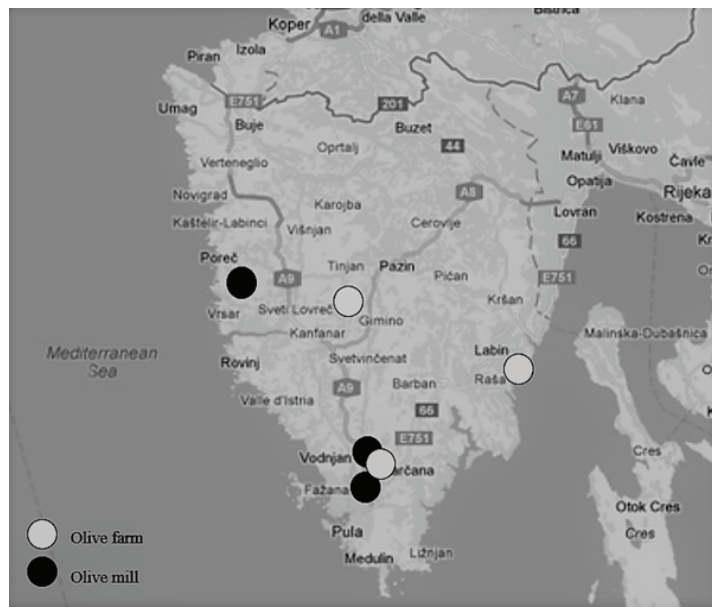 Bistrica
della Valle
Koper
A1
Izola
Piran
A7
Klana
E751
201
Umag
Buje
Buzet
E61
Oprtalj
44
Viškovo
Matulji
Čavle
Verteneglio
Opatija
A8
Rijeka
Novigrad
Karojba
Lovran
Kostrena
Kaštelir-Labinci
Višnjan
Cerovlje
66
Poreč
Tinjan
Pazin
A9
Pićan
E751
Kršan
Vrsar
Sveti Lovreč
Gimino
Kanfanar
Malinska-Dubašnica
Mediterranean
Sea
Rovinj
Svetvinčenat
Labin
Raša
A9
Barban
Valle d'Istria
66
E751
Vodnjan
arčana
Cres
Fažana
Otok Cres
Cres
Pula
Olive farm
Ližnjan
Medulin
Olive mill